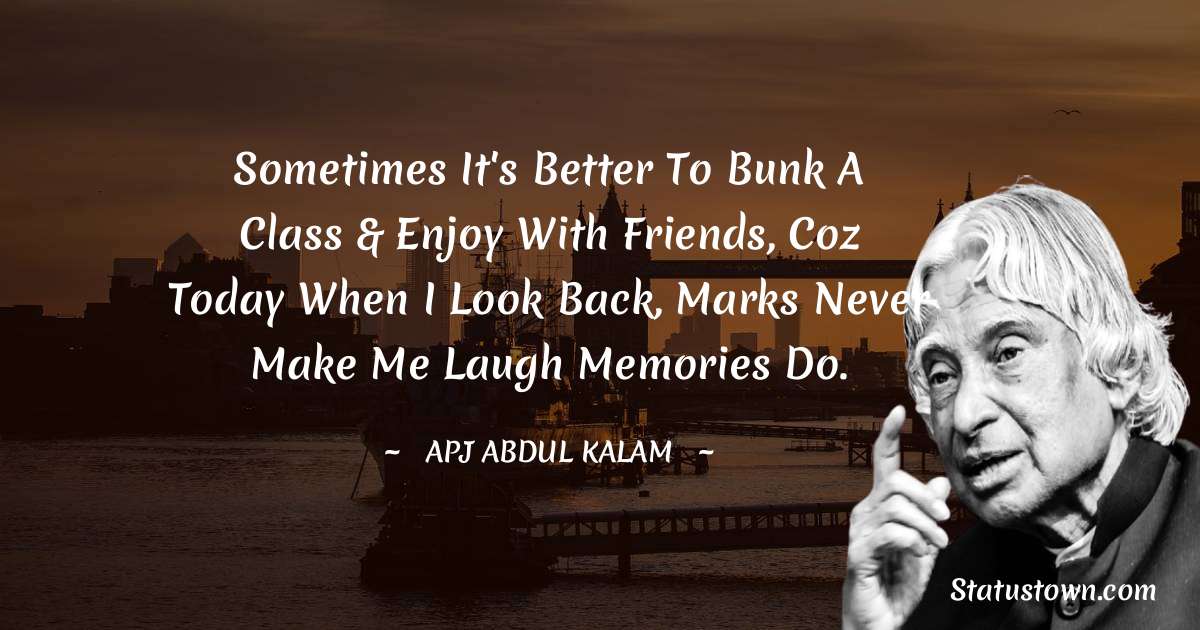 Sometimes It's Better To Bunk A
Class & Enjoy With Friends, Coz
Today When I Look Back, Marks Never
Make Me Laugh Memories Do.
~ APJ ABDUL KALAM ~
Statustown.com